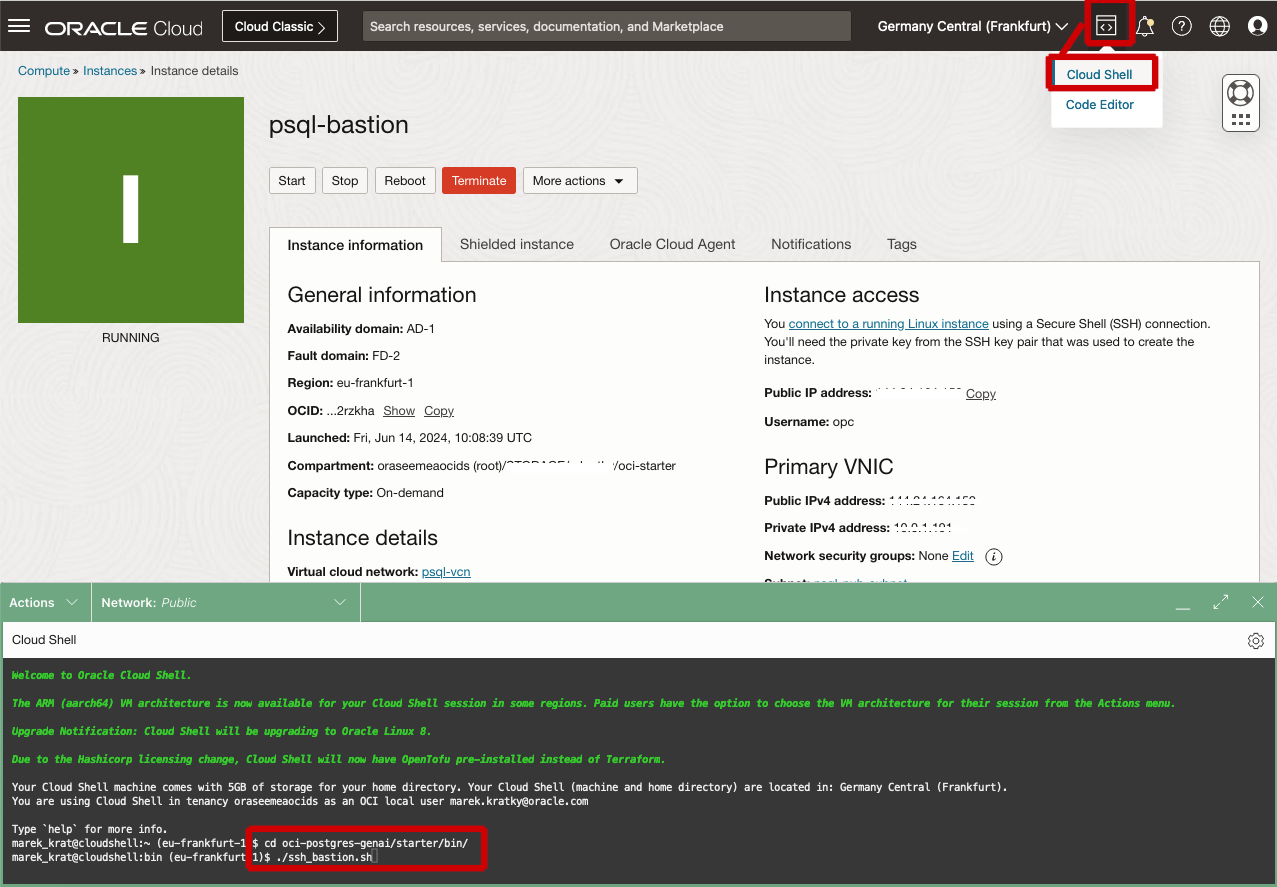 ORACLE Cloud
Cloud Classic
Search resources, services, documentation, and Marketplace
Germany Central (Frankfurt)
Cloud Shell
Code Editor
Compute » Instances » Instance details
I
RUNNING
psql-bastion
Start
Stop
Reboot
Terminate
More actions
Instance information
Shielded instance
Oracle Cloud Agent
Notifications
Tags
General information
Availability domain: AD-1
Fault domain: FD-2
Region: eu-frankfurt-1
OCID: ...2rzkha Show Copy
Launched: Fri, Jun 14, 2024, 10:08:39 UTC
Compartment: oraseemeaocids (root)/ /oci-starter
Capacity type: On-demand
Instance details
Virtual cloud network: psql-vcn
Instance access
You connect to a running Linux instance using a Secure Shell (SSH) connection.
You'll need the private key from the SSH key pair that was used to create the
instance.
Public IP address: Copy
Username: opc
Primary VNIC
Public IPv4 address:
Private IPv4 address:
Network security groups: None Edit i
Actions
Network: Public
Cloud Shell
Welcome to Oracle Cloud Shell.
The ARM (aarch64) VM architecture is now available for your Cloud Shell session in some regions. Paid users have the option to choose the VM architecture for their session from the Actions menu.
Upgrade Notification: Cloud Shell will be upgrading to Oracle Linux 8.
Due to the Hashicorp licensing change, Cloud Shell will now have OpenTofu pre-installed instead of Terraform.
Your Cloud Shell machine comes with 5GB of storage for your home directory. Your Cloud Shell (machine and home directory) are located in: Germany Central (Frankfurt).
You are using Cloud Shell in tenancy oraseemeaocids as an OCI local user marek.kratky@oracle.com
Type `help` for more info.
marek_krat@cloudshell:~ (eu-frankfurt-1)$ cd oci-postgres-genai/starter/bin/
marek_krat@cloudshell:bin (eu-frankfurt-1)$ ./ssh_bastion.sh